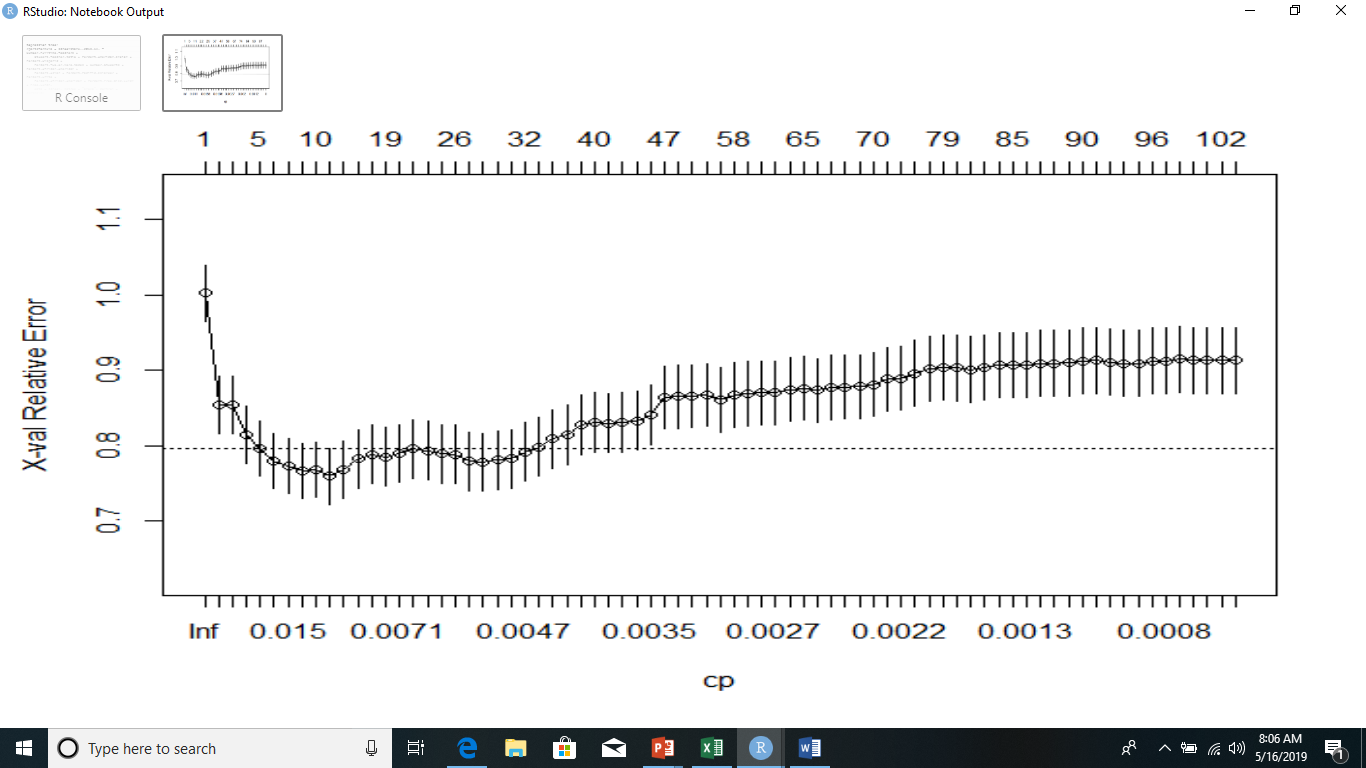 R RStudio: Notebook Output
R Console
1 5 10 19 26 32 40 47 58 65 70 79 85 90 96 102
X-val Relative Error
1.1
1.0
0.9
0.8
0.7
Inf 0.015 0.0071 0.0047 0.0035 0.0027 0.0022 0.0013 0.0008
cp
Type here to search
8:06 AM
5/16/2019
1